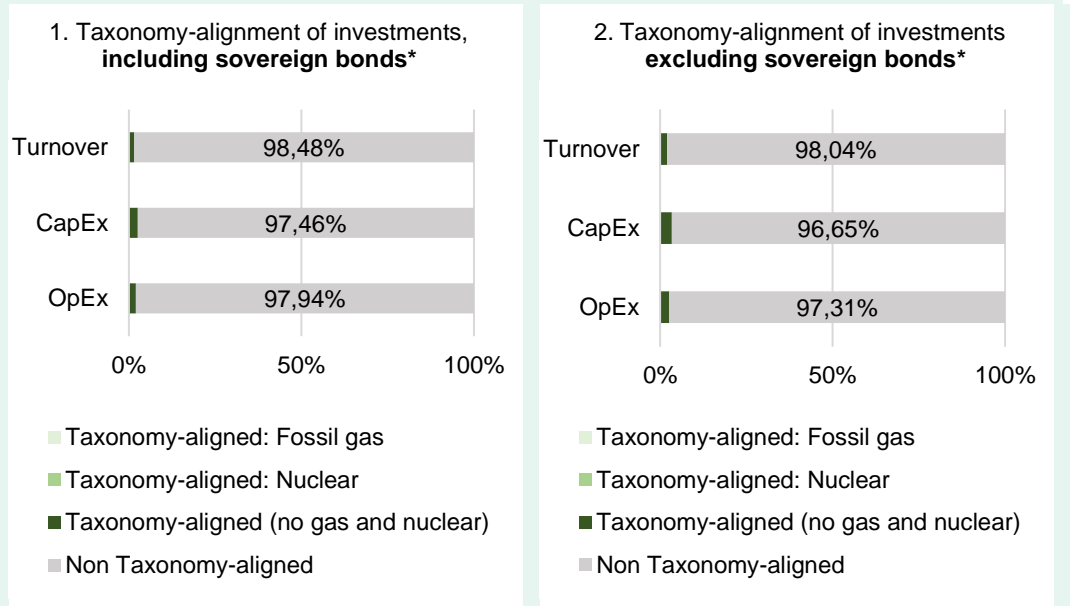 1. Taxonomy-alignment of investments,
including sovereign bonds*
Turnover
98,48%
CapEx
97,46%
OpEx
97,94%
0%
50%
100%
Taxonomy-aligned: Fossil gas
Taxonomy-aligned: Nuclear
Taxonomy-aligned (no gas and nuclear)
Non Taxonomy-aligned
2. Taxonomy-alignment of investments
excluding sovereign bonds*
Turnover
98,04%
CapEx
96,65%
OpEx
97,31%
0%
50%
100%
Taxonomy-aligned: Fossil gas
Taxonomy-aligned: Nuclear
Taxonomy-aligned (no gas and nuclear)
Non Taxonomy-aligned